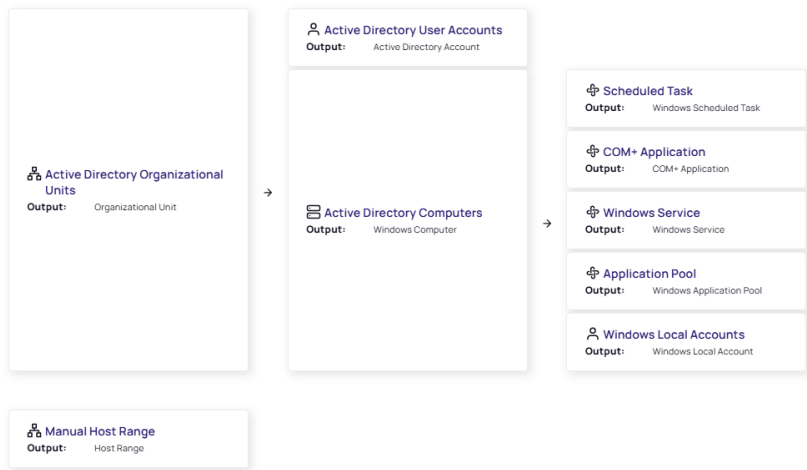 Active Directory Organizational
Units
Output: Organizational Unit
Active Directory User Accounts
Output: Active Directory Account
Active Directory Computers
Output: Windows Computer
Scheduled Task
Output: Windows Scheduled Task
COM+ Application
Output: COM+ Application
Windows Service
Output: Windows Service
Application Pool
Output: Windows Application Pool
Windows Local Accounts
Output: Windows Local Account
Manual Host Range
Output: Host Range